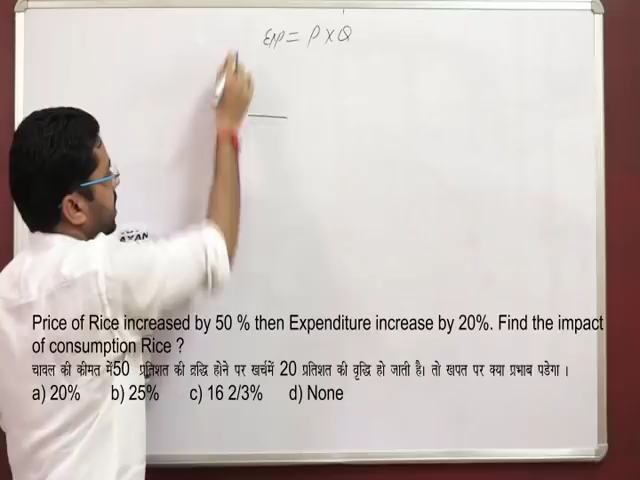 Exp = P x Q
AYAN
Price of Rice increased by 50 % then Expenditure increase by 20%. Find the impact
of consumption Rice ?
चावल की कीमत में50 प्रतिशत की वृद्धि होने पर खर्चमें 20 प्रतिशत की वृद्धि हो जाती है। तो खपत पर क्या प्रभाब पडेगा ।
a) 20% b) 25% c) 16 2/3% d) None